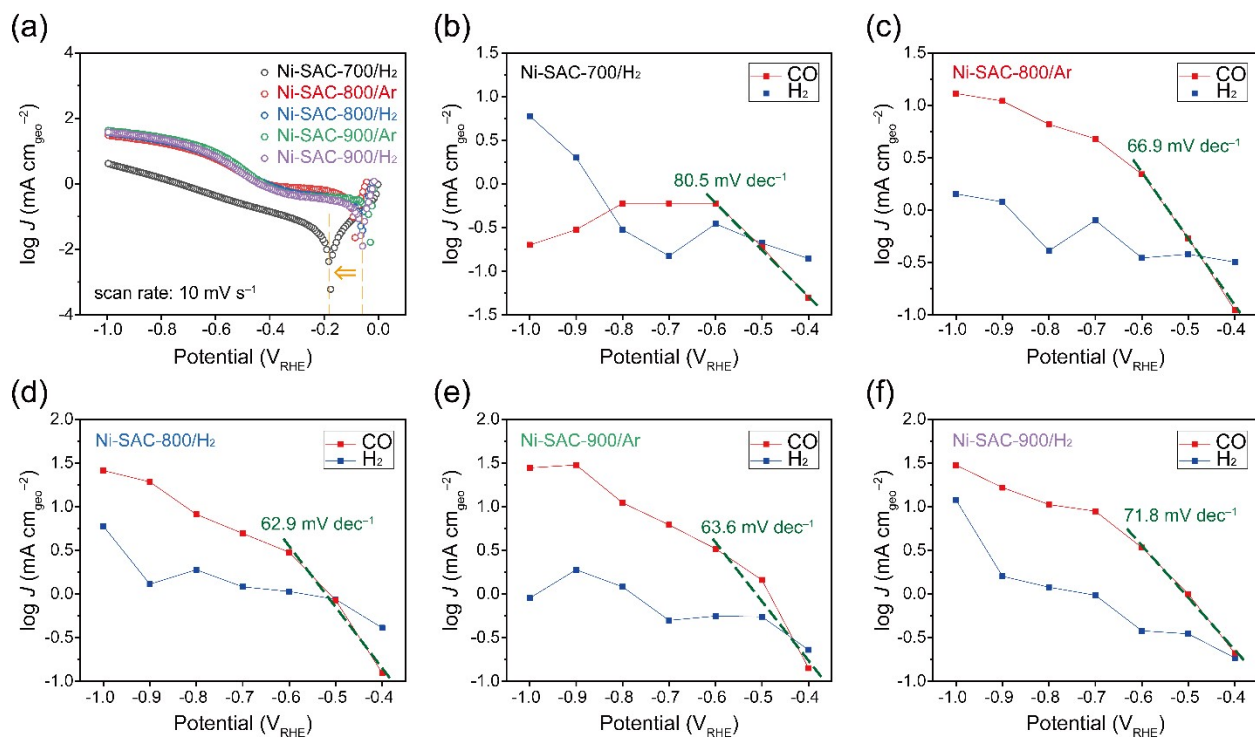 (a)
Ni-SAC-700/H₂
Ni-SAC-800/Ar
Ni-SAC-800/H₂
Ni-SAC-900/Ar
Ni-SAC-900/H₂
scan rate: 10 mV s⁻¹
4
2
0
-2
-4
log J (mA cm_geo⁻²)
-1.0 -0.8 -0.6 -0.4 -0.2 0.0
Potential (V_RHE)
(b)
Ni-SAC-700/H₂
CO
H₂
80.5 mV dec⁻¹
1.5
1.0
0.5
0.0
-0.5
-1.0
-1.5
log J (mA cm_geo⁻²)
-1.0 -0.9 -0.8 -0.7 -0.6 -0.5 -0.4
Potential (V_RHE)
(c)
Ni-SAC-800/Ar
CO
H₂
66.9 mV dec⁻¹
1.5
1.0
0.5
0.0
-0.5
-1.0
log J (mA cm_geo⁻²)
-1.0 -0.9 -0.8 -0.7 -0.6 -0.5 -0.4
Potential (V_RHE)
(d)
Ni-SAC-800/H₂
CO
H₂
62.9 mV dec⁻¹
2.0
1.5
1.0
0.5
0.0
-0.5
-1.0
log J (mA cm_geo⁻²)
-1.0 -0.9 -0.8 -0.7 -0.6 -0.5 -0.4
Potential (V_RHE)
(e)
Ni-SAC-900/Ar
CO
H₂
63.6 mV dec⁻¹
2.0
1.5
1.0
0.5
0.0
-0.5
-1.0
log J (mA cm_geo⁻²)
-1.0 -0.9 -0.8 -0.7 -0.6 -0.5 -0.4
Potential (V_RHE)
(f)
Ni-SAC-900/H₂
CO
H₂
71.8 mV dec⁻¹
2.0
1.5
1.0
0.5
0.0
-0.5
-1.0
log J (mA cm_geo⁻²)
-1.0 -0.9 -0.8 -0.7 -0.6 -0.5 -0.4
Potential (V_RHE)